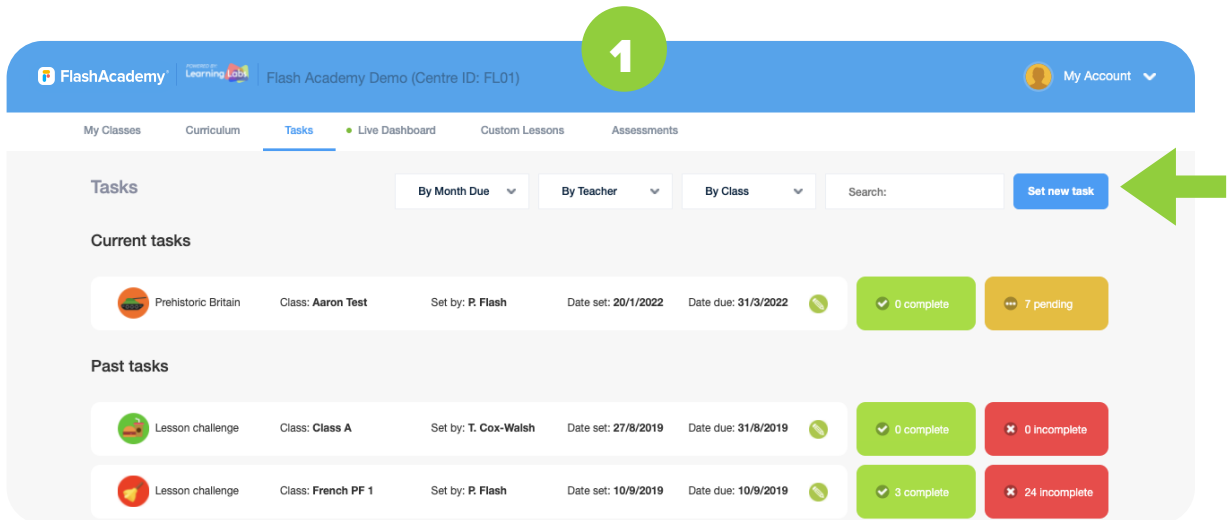 1
FlashAcademy POWERED BY Learning Labs Flash Academy Demo (Centre ID: FL01) My Account
My Classes Curriculum Tasks Live Dashboard Custom Lessons Assessments
Tasks By Month Due By Teacher By Class Search: Set new task
Current tasks
Prehistoric Britain Class: Aaron Test Set by: P. Flash Date set: 20/1/2022 Date due: 31/3/2022 0 complete 7 pending
Past tasks
Lesson challenge Class: Class A Set by: T. Cox-Walsh Date set: 27/8/2019 Date due: 31/8/2019 0 complete 0 incomplete
Lesson challenge Class: French PF 1 Set by: P. Flash Date set: 10/9/2019 Date due: 10/9/2019 3 complete 24 incomplete